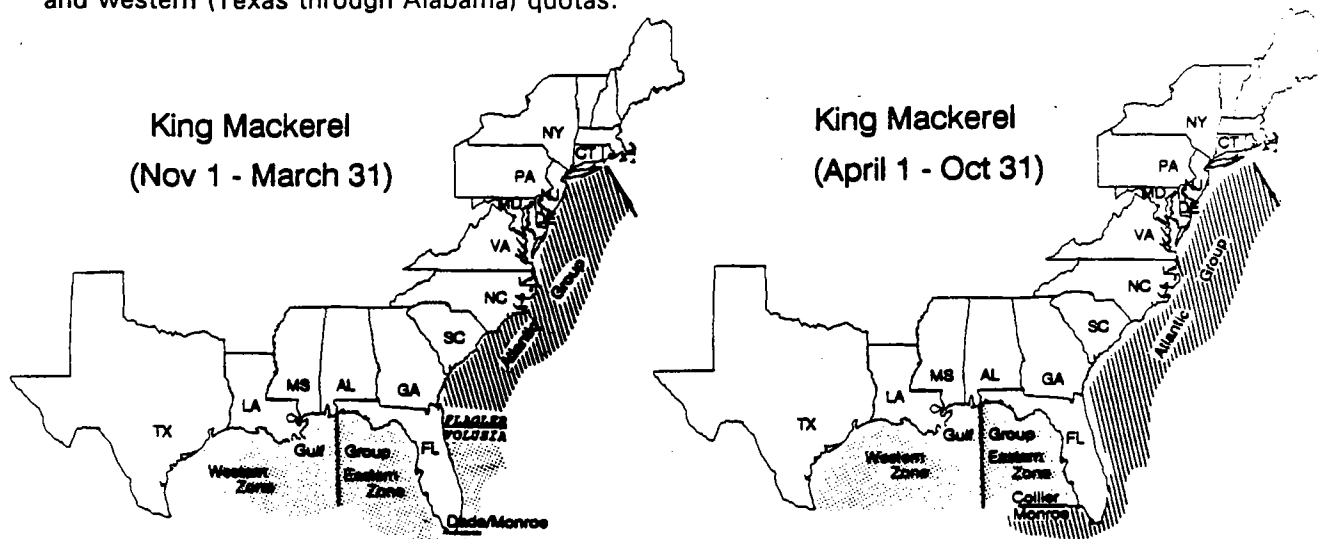 and Western (Texas through Alabama) quotas.
King Mackerel
(Nov 1 - March 31)
NY
CT
PA
MD
VA
NC
SC
Atlantic Group
TX
LA
MS
AL
GA
FL
FLAGLER
VOLUSIA
Gulf Group
Western
Zone
Eastern
Zone
Dade/Monroe
King Mackerel
(April 1 - Oct 31)
NY
CT
PA
MD
VA
NC
SC
Atlantic Group
TX
LA
MS
AL
GA
FL
Gulf Group
Western
Zone
Eastern
Zone
Collier
Monroe